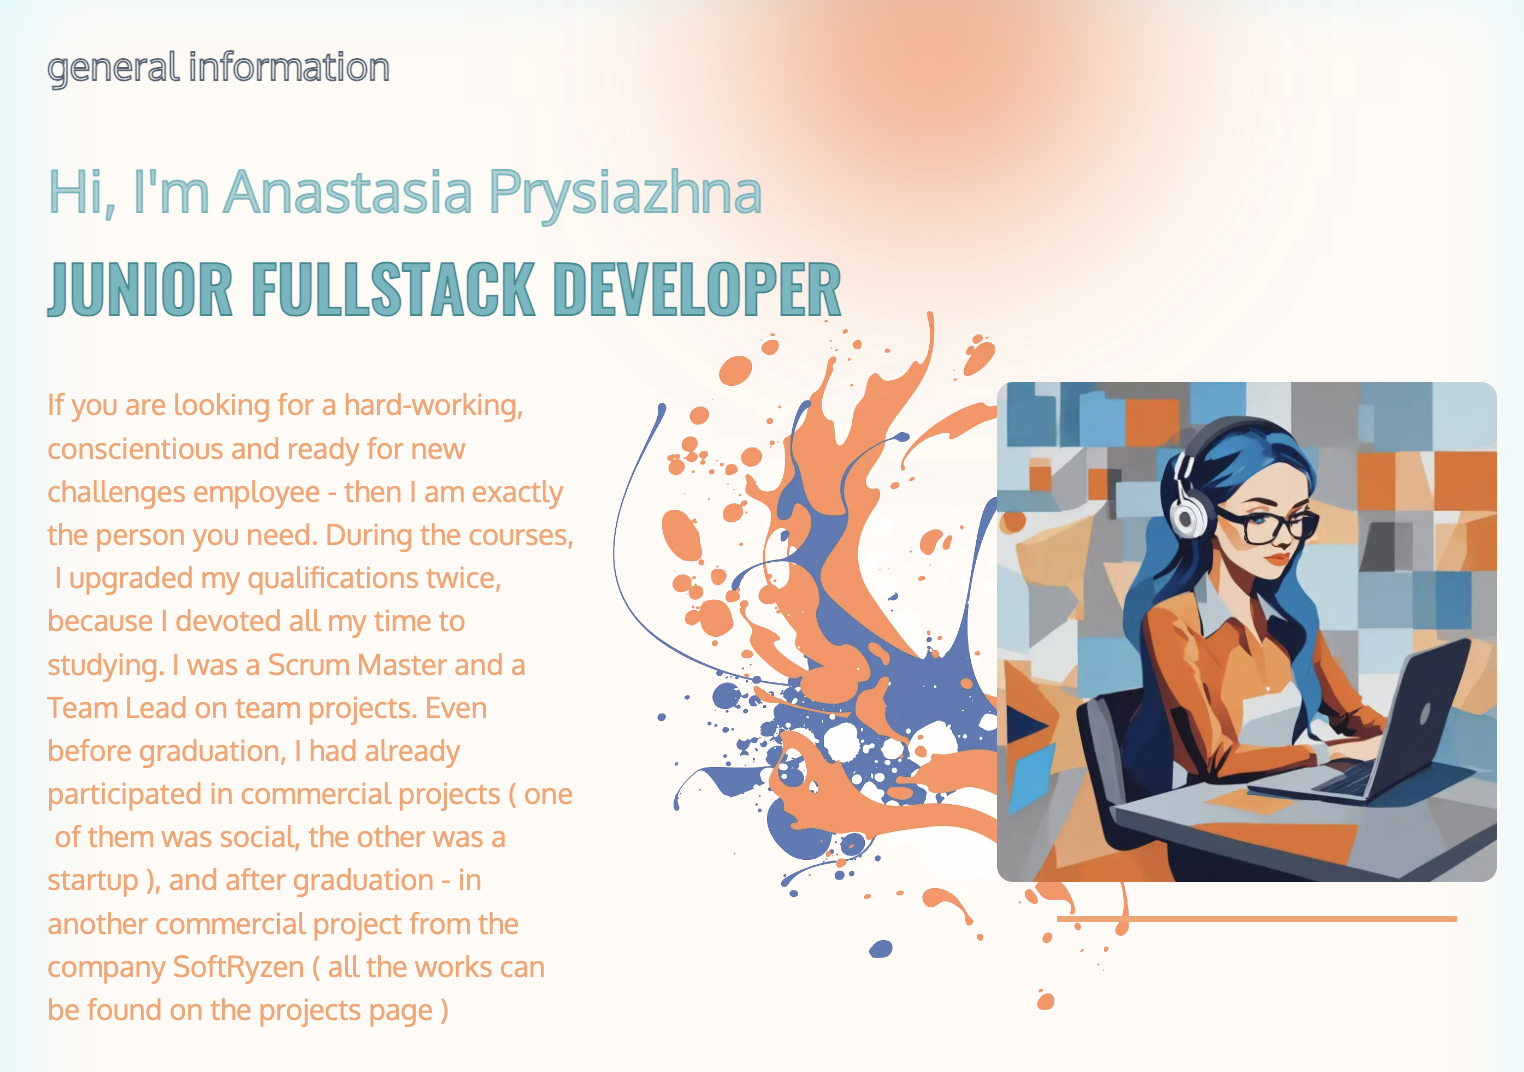 general information
Hi, I'm Anastasia Prysiazhna
JUNIOR FULLSTACK DEVELOPER
If you are looking for a hard-working,
conscientious and ready for new
challenges employee - then I am exactly
the person you need. During the courses,
I upgraded my qualifications twice,
because I devoted all my time to
studying. I was a Scrum Master and a
Team Lead on team projects. Even
before graduation, I had already
participated in commercial projects ( one
of them was social, the other was a
startup ), and after graduation - in
another commercial project from the
company SoftRyzen ( all the works can
be found on the projects page )